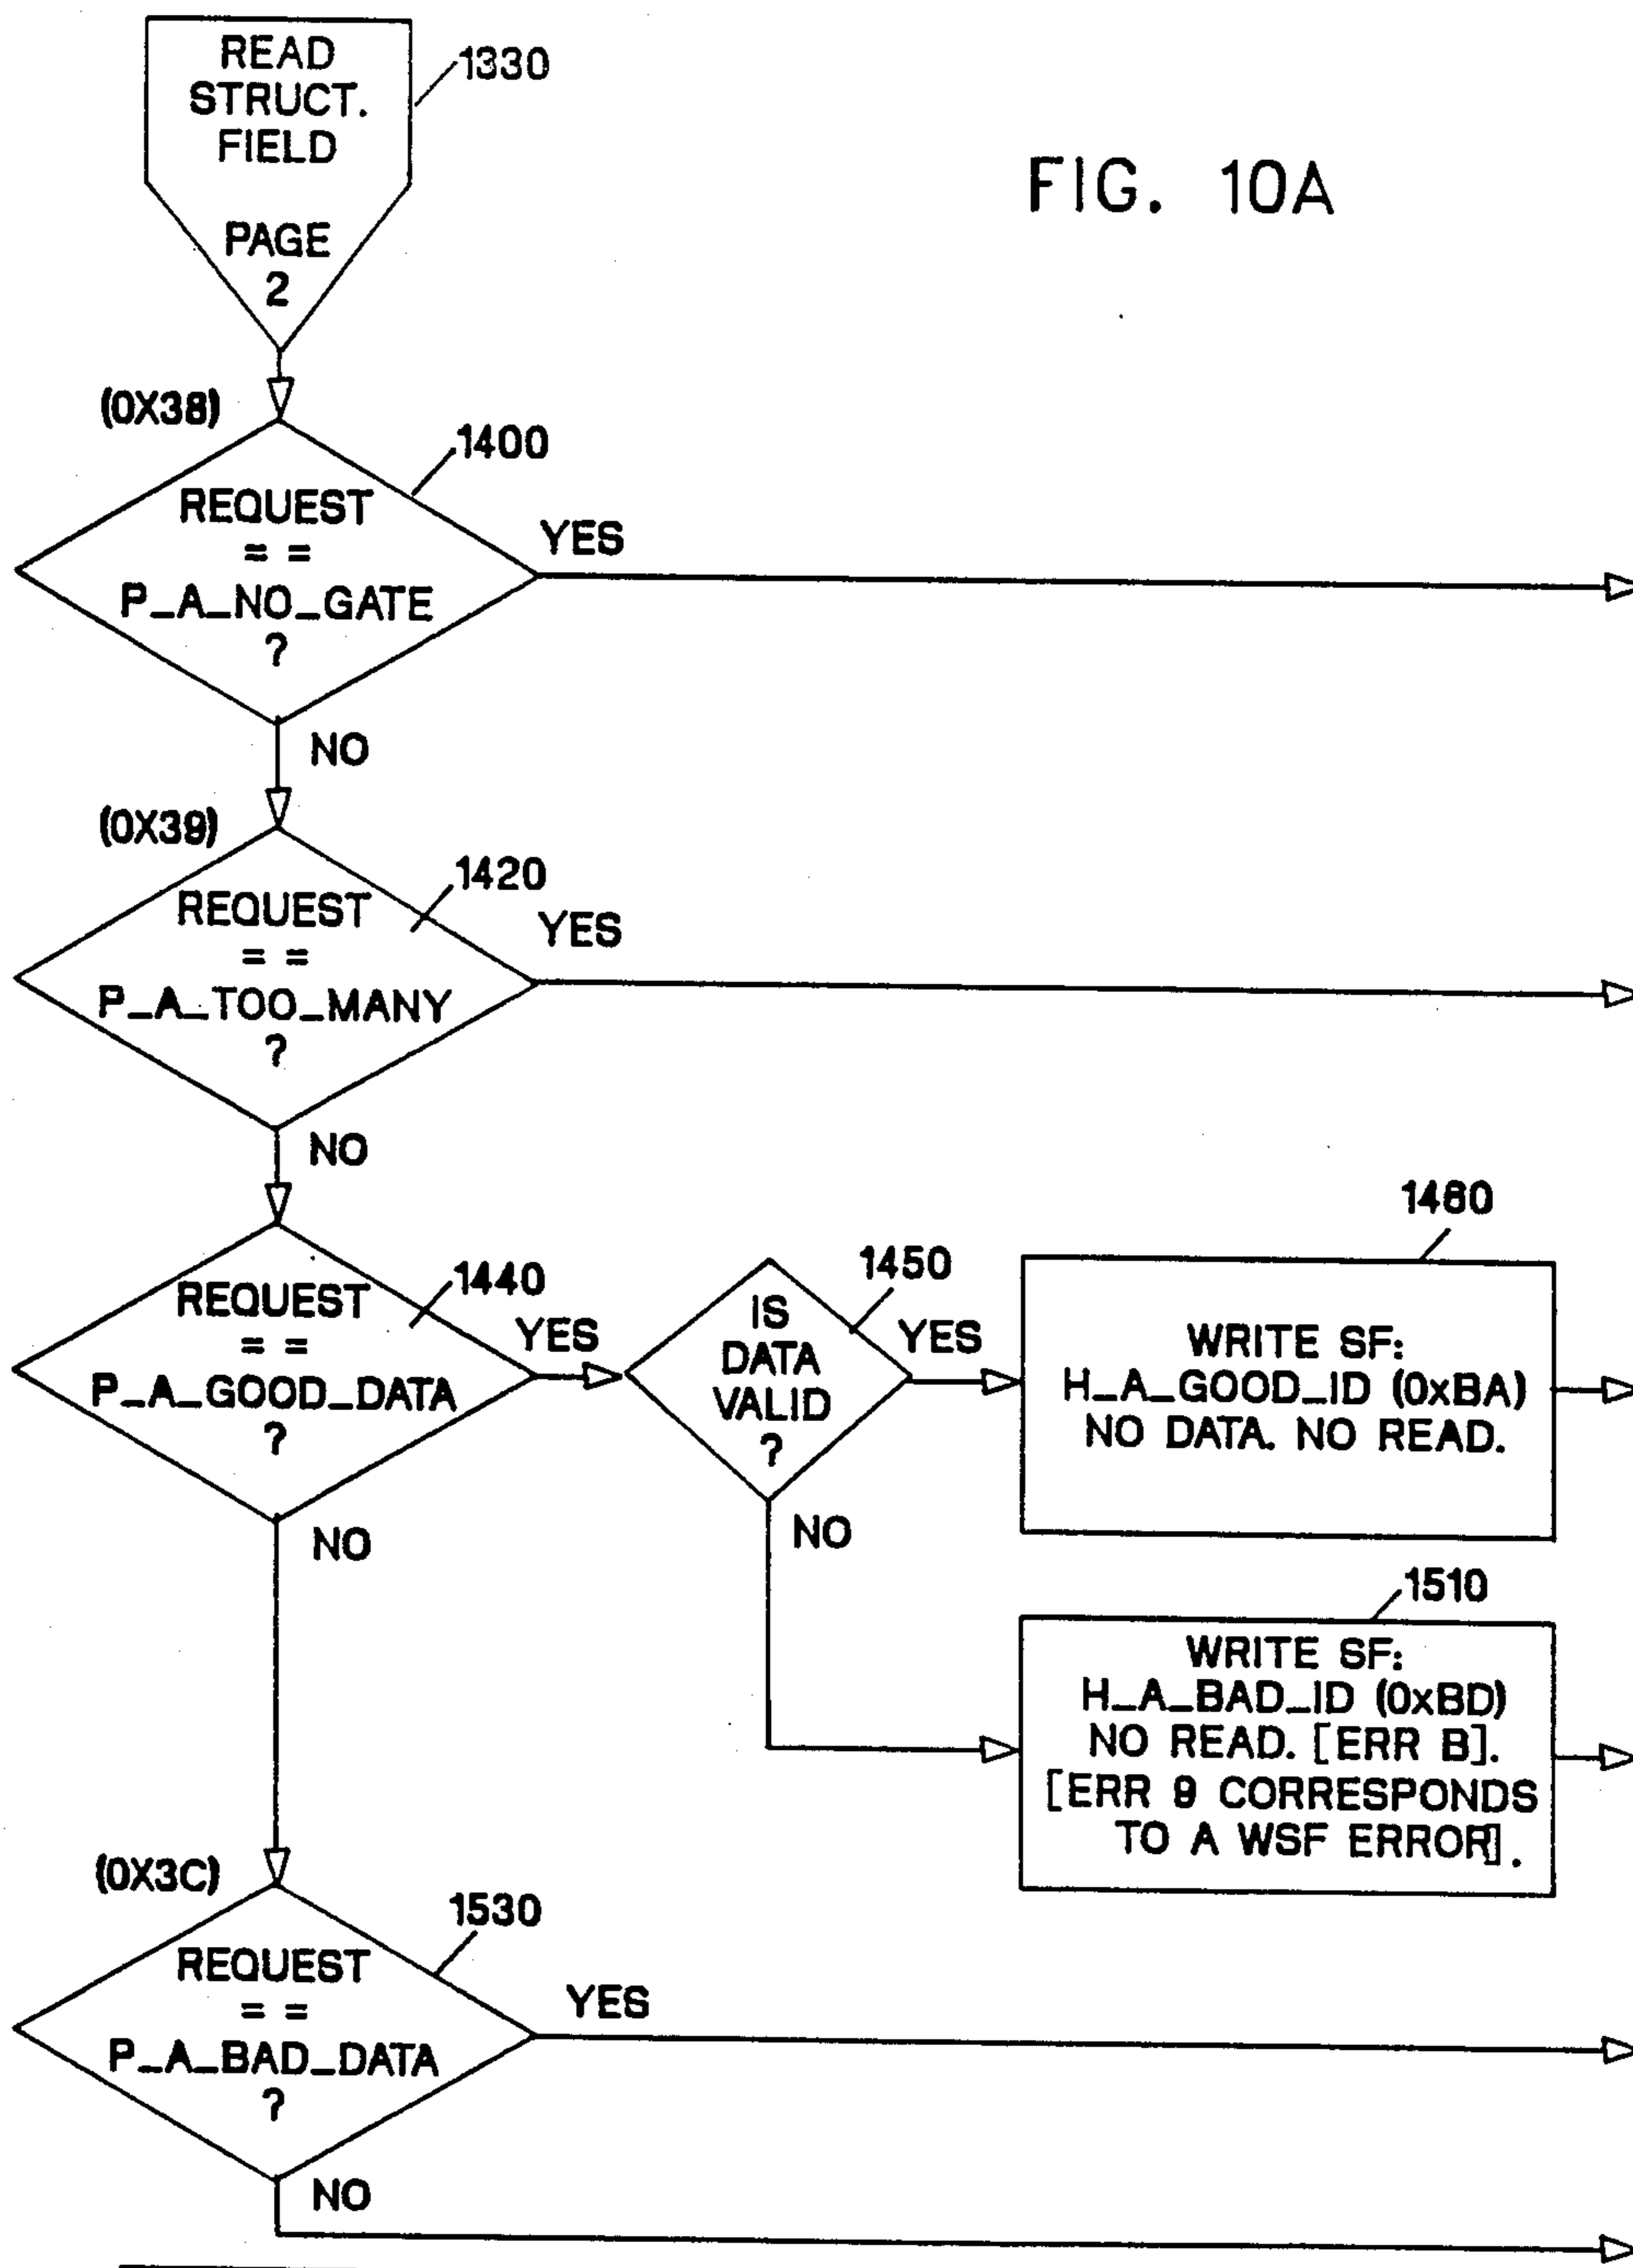 READ
STRUCT.
FIELD
PAGE
2
1330
FIG. 10A
(0X38)
1400
REQUEST
= =
P_A_NO_GATE
?
YES
NO
(0X39)
1420
REQUEST
= =
P_A_TOO_MANY
?
YES
NO
1440
REQUEST
= =
P_A_GOOD_DATA
?
YES
NO
1450
IS
DATA
VALID
?
YES
NO
1460
WRITE SF:
H_A_GOOD_ID (0xBA)
NO DATA. NO READ.
1510
WRITE SF:
H_A_BAD_ID (0xBD)
NO READ. [ERR B].
[ERR 9 CORRESPONDS
TO A WSF ERROR].
(0X3C)
1530
REQUEST
= =
P_A_BAD_DATA
?
YES
NO